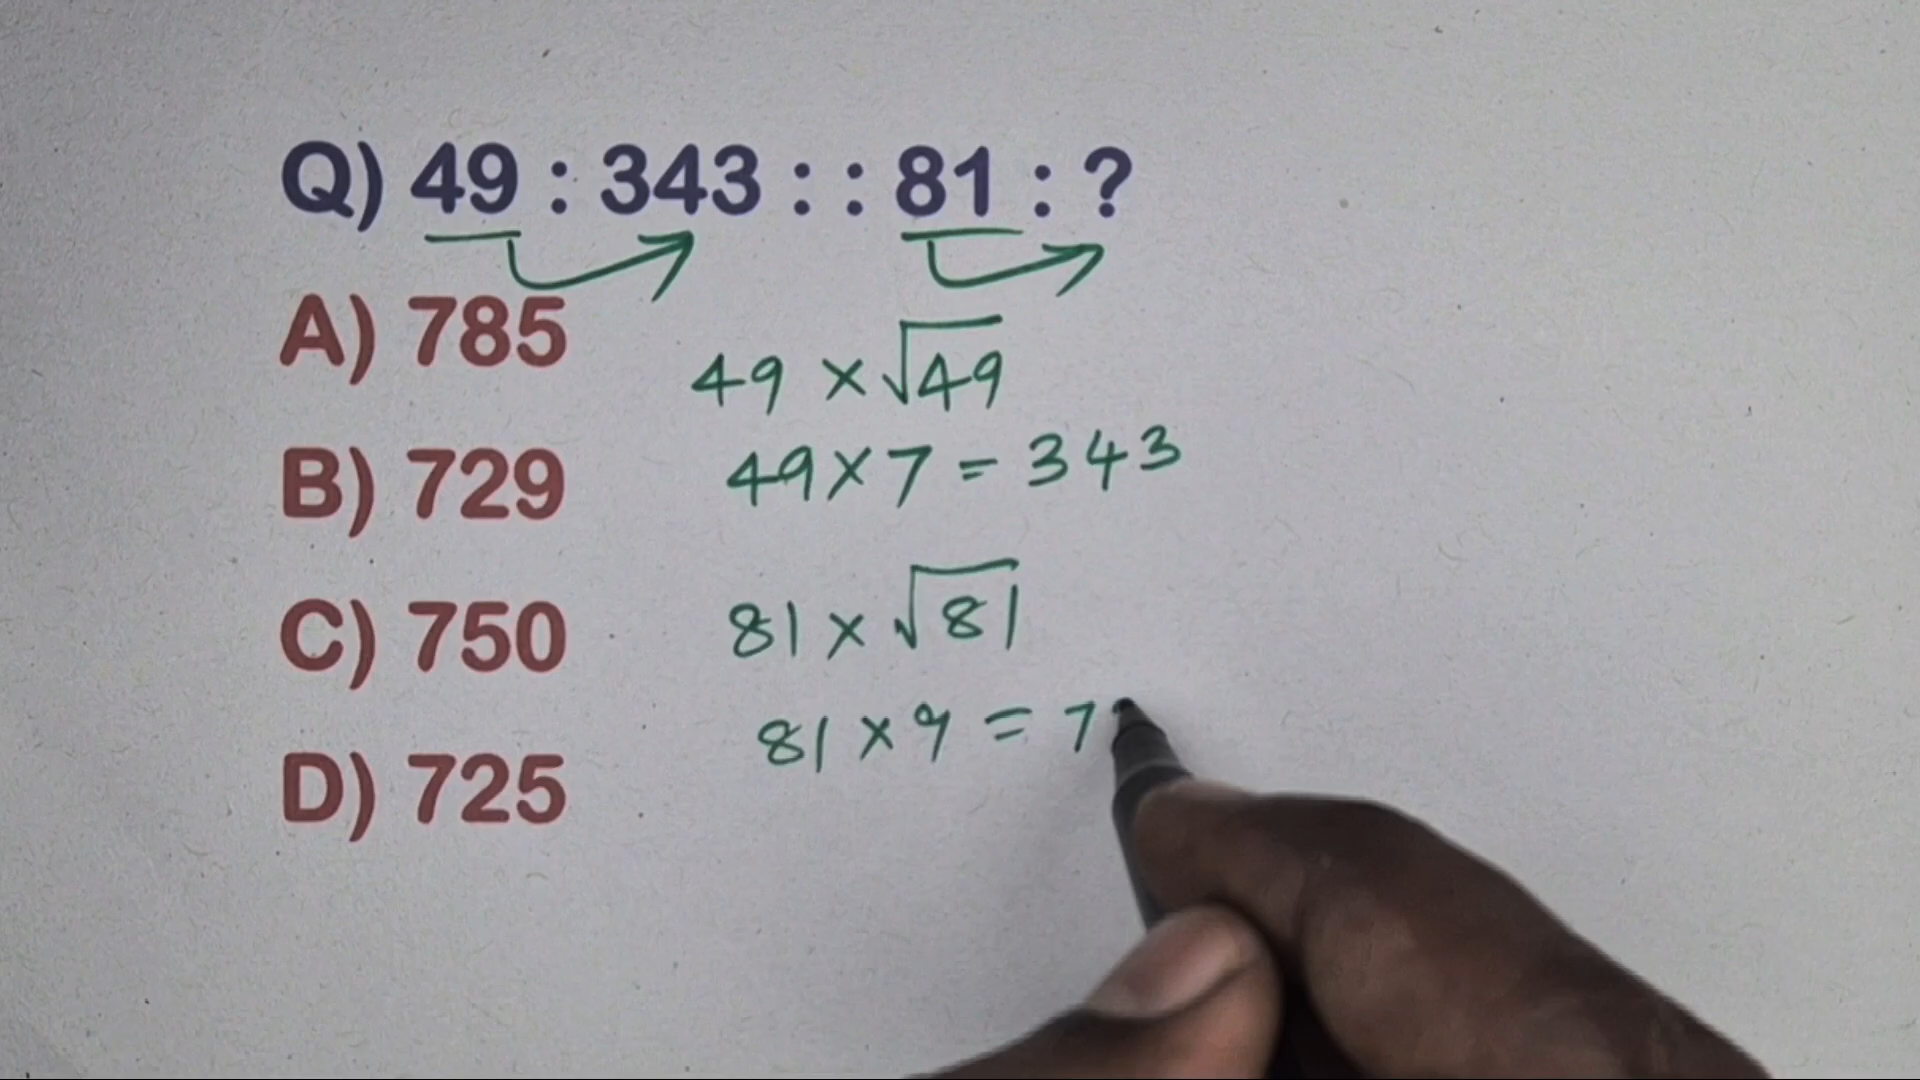 Q) 49 : 343 : : 81 : ?
A) 785
49 × √49
B) 729
49 × 7 = 343
C) 750
81 × √81
D) 725
81 × 9 = 7